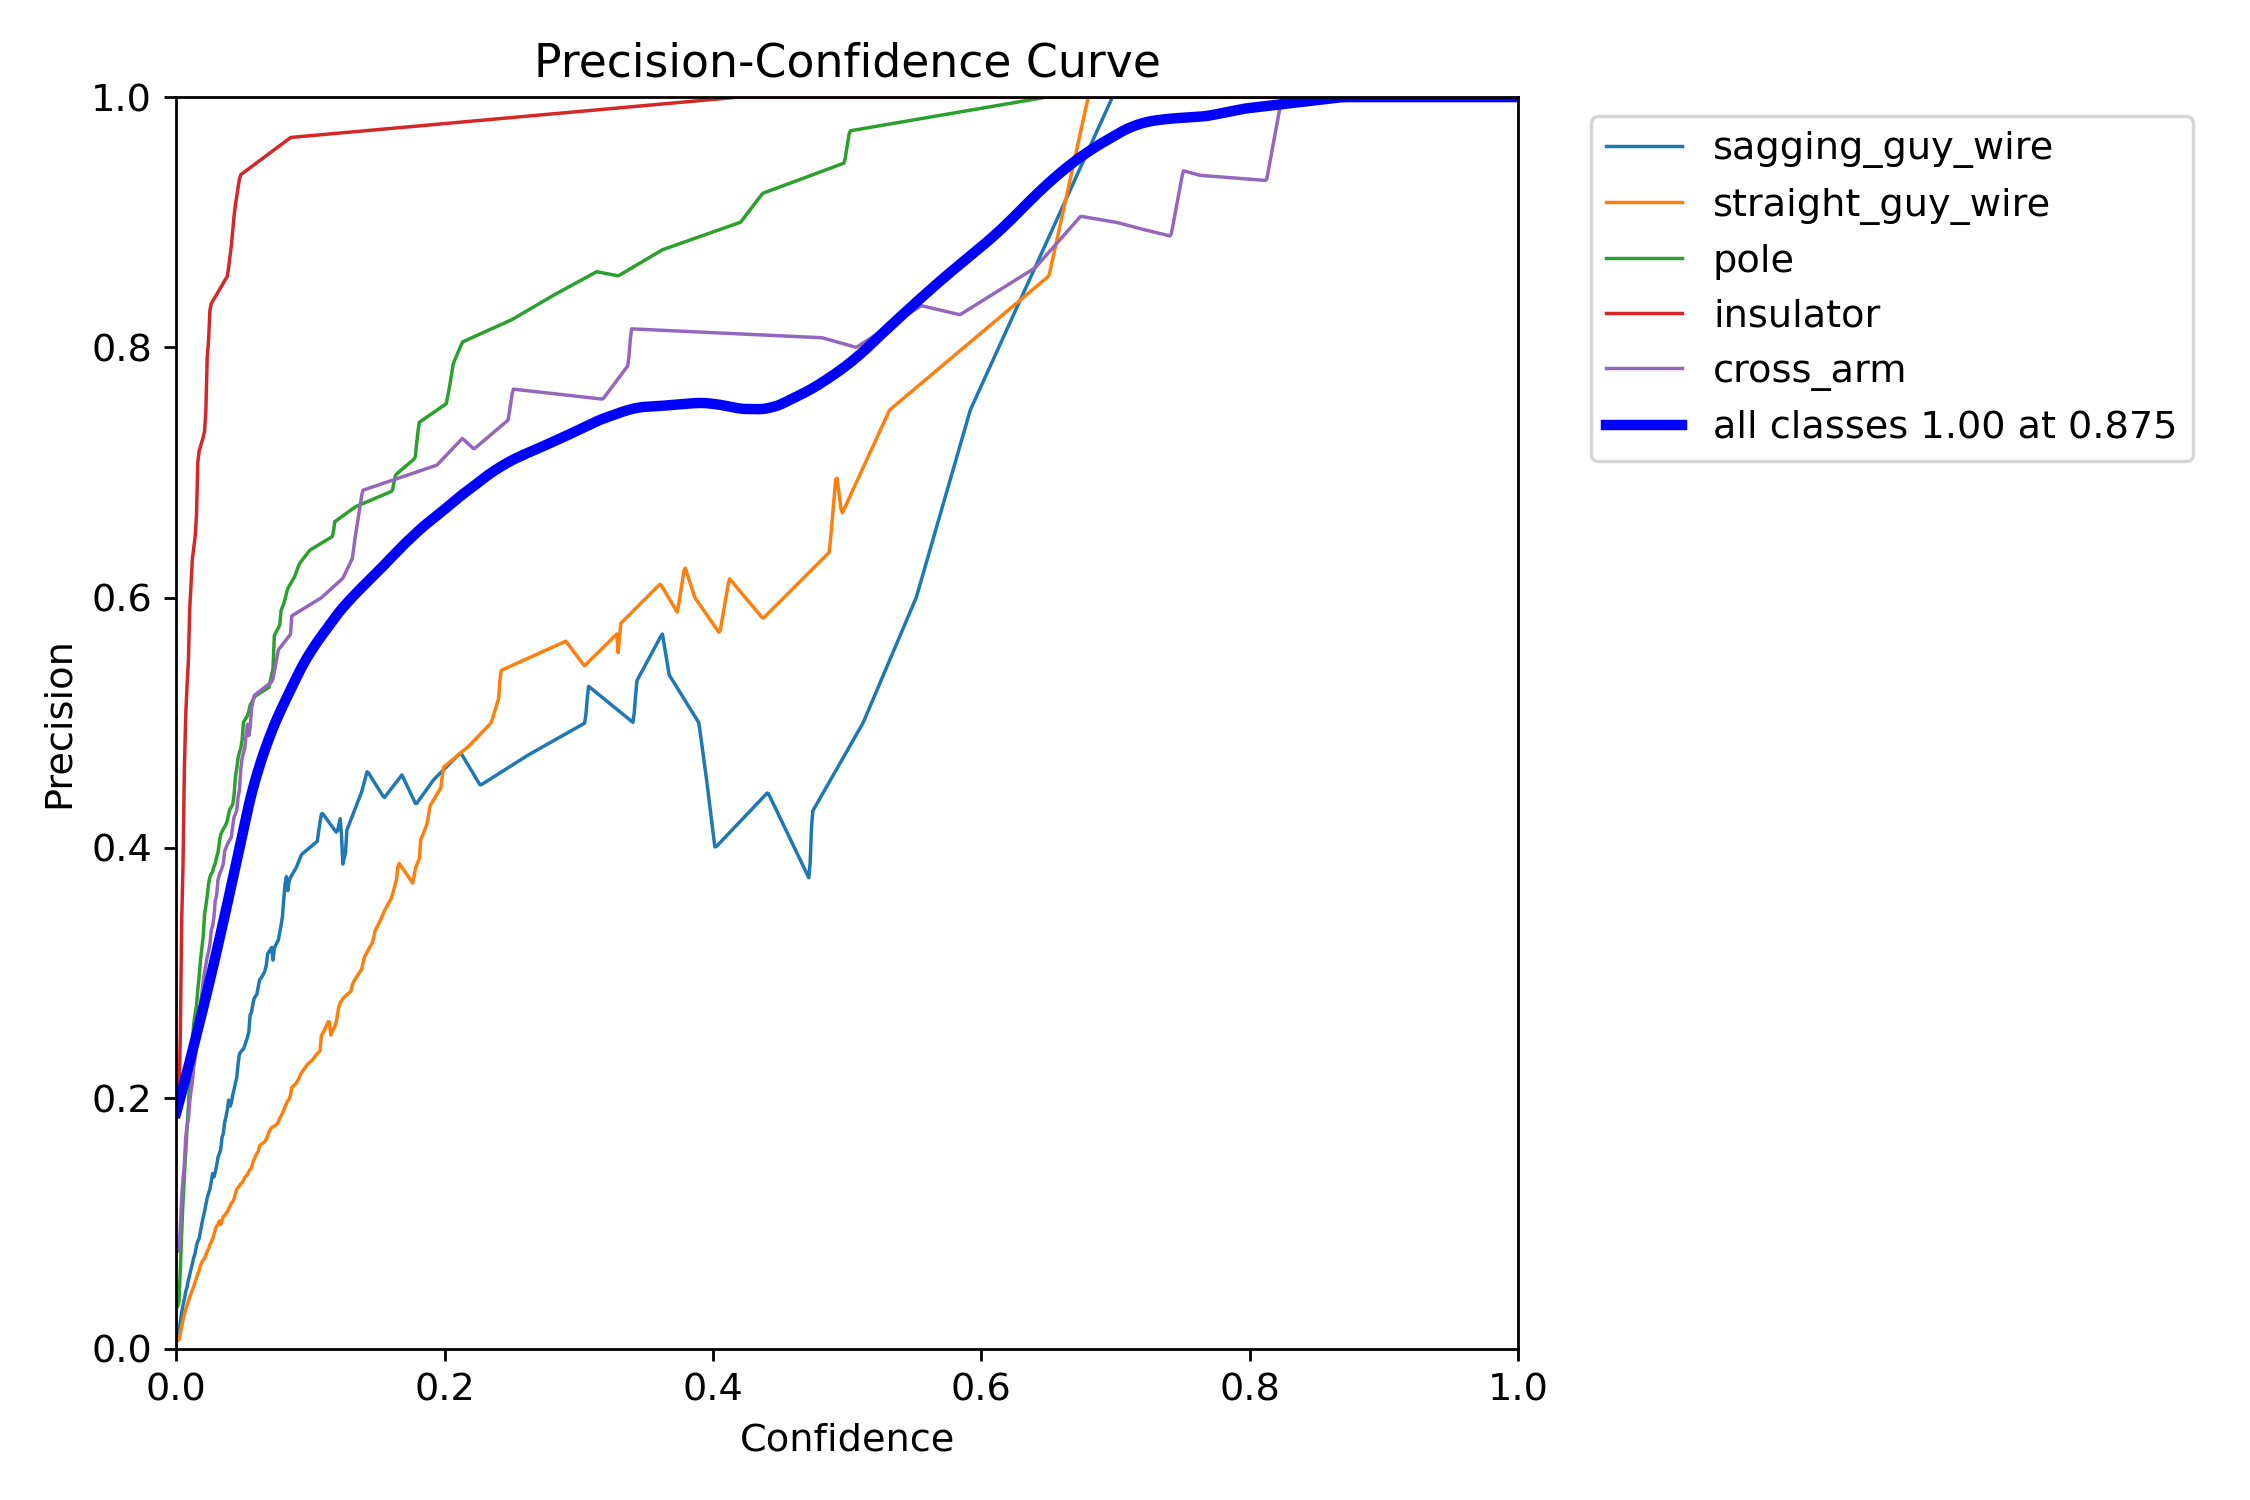 Precision-Confidence Curve
1.0
0.8
0.6
0.4
0.2
0.0
Precision
0.0 0.2 0.4 0.6 0.8 1.0
Confidence
sagging_guy_wire
straight_guy_wire
pole
insulator
cross_arm
all classes 1.00 at 0.875